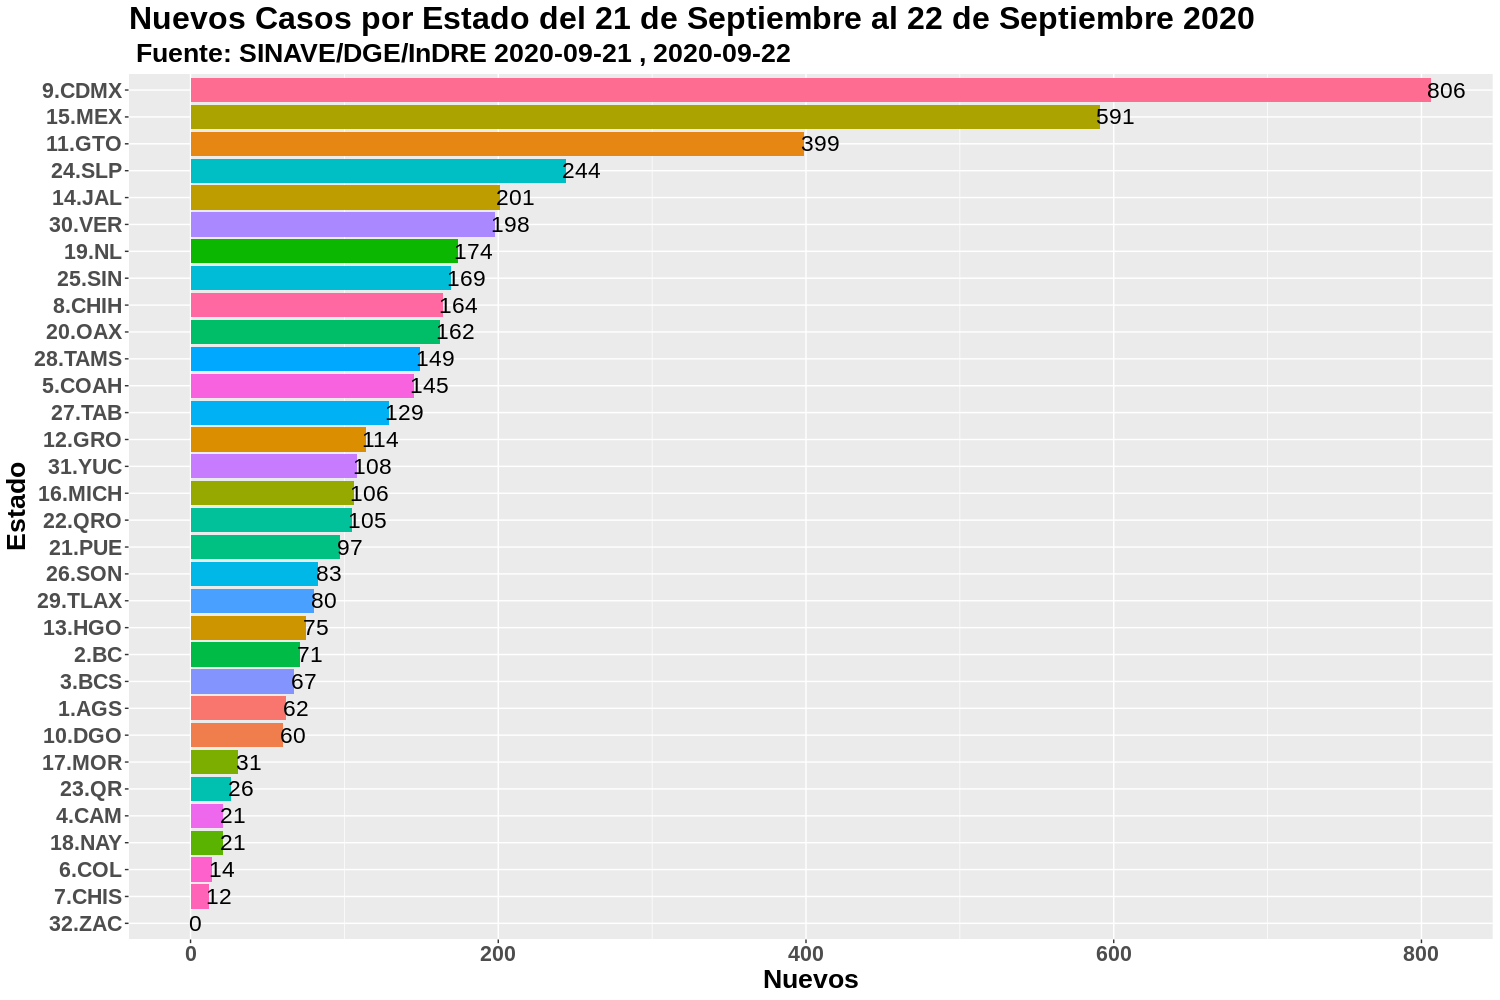 Nuevos Casos por Estado del 21 de Septiembre al 22 de Septiembre 2020
Fuente: SINAVE/DGE/InDRE 2020-09-21 , 2020-09-22
Estado
9.CDMX 806
15.MEX 591
11.GTO 399
24.SLP 244
14.JAL 201
30.VER 198
19.NL 174
25.SIN 169
8.CHIH 164
20.OAX 162
28.TAMS 149
5.COAH 145
27.TAB 129
12.GRO 114
31.YUC 108
16.MICH 106
22.QRO 105
21.PUE 97
26.SON 83
29.TLAX 80
13.HGO 75
2.BC 71
3.BCS 67
1.AGS 62
10.DGO 60
17.MOR 31
23.QR 26
4.CAM 21
18.NAY 21
6.COL 14
7.CHIS 12
32.ZAC 0
0 200 400 600 800
Nuevos